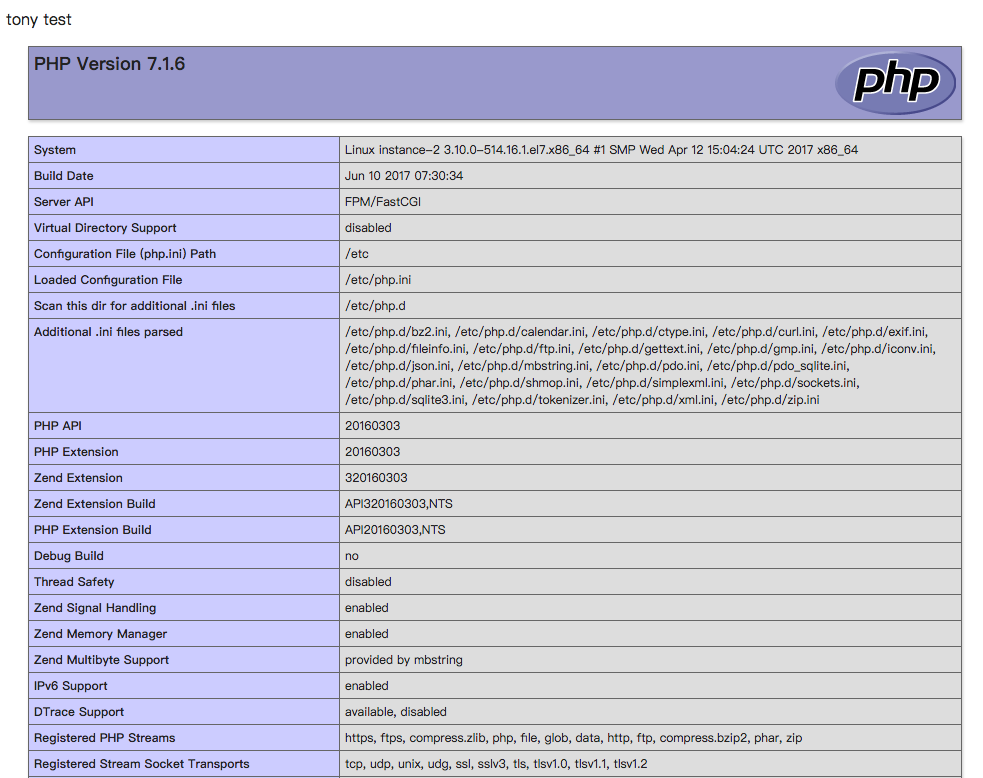 tony test
PHP Version 7.1.6
php
System Linux instance-2 3.10.0-514.16.1.el7.x86_64 #1 SMP Wed Apr 12 15:04:24 UTC 2017 x86_64
Build Date Jun 10 2017 07:30:34
Server API FPM/FastCGI
Virtual Directory Support disabled
Configuration File (php.ini) Path /etc
Loaded Configuration File /etc/php.ini
Scan this dir for additional .ini files /etc/php.d
Additional .ini files parsed /etc/php.d/bz2.ini, /etc/php.d/calendar.ini, /etc/php.d/ctype.ini, /etc/php.d/curl.ini, /etc/php.d/exif.ini,
/etc/php.d/fileinfo.ini, /etc/php.d/ftp.ini, /etc/php.d/gettext.ini, /etc/php.d/gmp.ini, /etc/php.d/iconv.ini,
/etc/php.d/json.ini, /etc/php.d/mbstring.ini, /etc/php.d/pdo.ini, /etc/php.d/pdo_sqlite.ini,
/etc/php.d/phar.ini, /etc/php.d/shmop.ini, /etc/php.d/simplexml.ini, /etc/php.d/sockets.ini,
/etc/php.d/sqlite3.ini, /etc/php.d/tokenizer.ini, /etc/php.d/xml.ini, /etc/php.d/zip.ini
PHP API 20160303
PHP Extension 20160303
Zend Extension 320160303
Zend Extension Build API320160303,NTS
PHP Extension Build API20160303,NTS
Debug Build no
Thread Safety disabled
Zend Signal Handling enabled
Zend Memory Manager enabled
Zend Multibyte Support provided by mbstring
IPv6 Support enabled
DTrace Support available, disabled
Registered PHP Streams https, ftps, compress.zlib, php, file, glob, data, http, ftp, compress.bzip2, phar, zip
Registered Stream Socket Transports tcp, udp, unix, udg, ssl, sslv3, tls, tlsv1.0, tlsv1.1, tlsv1.2